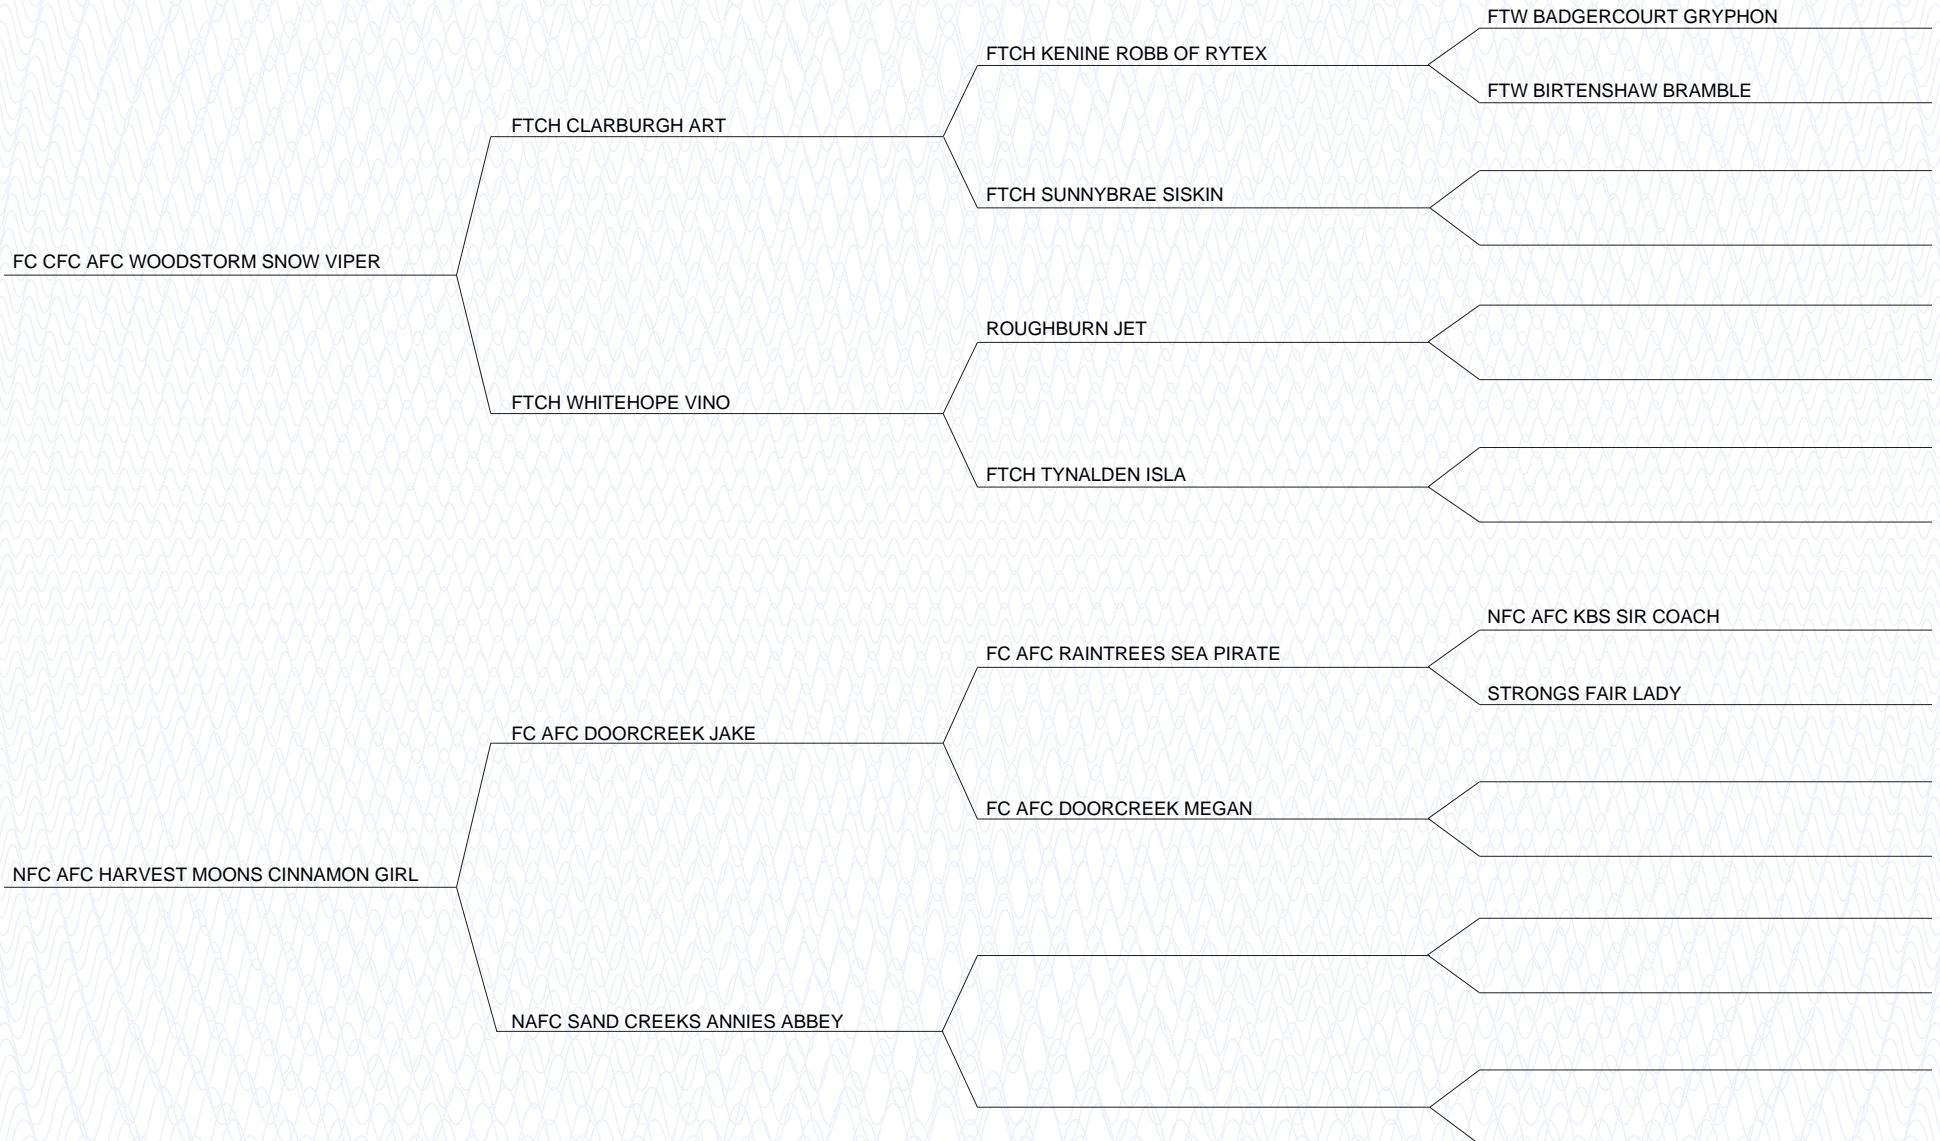 FTW BADGERCOURT GRYPHON
FTCH KENINE ROBB OF RYTEX
FTW BIRTENSHAW BRAMBLE
FTCH CLARBURGH ART
FTCH SUNNYBRAE SISKIN
FC CFC AFC WOODSTORM SNOW VIPER
ROUGHBURN JET
FTCH WHITEHOPE VINO
FTCH TYNALDEN ISLA
NFC AFC KBS SIR COACH
FC AFC RAINTREES SEA PIRATE
STRONGS FAIR LADY
FC AFC DOORCREEK JAKE
FC AFC DOORCREEK MEGAN
NFC AFC HARVEST MOONS CINNAMON GIRL
NAFC SAND CREEKS ANNIES ABBEY